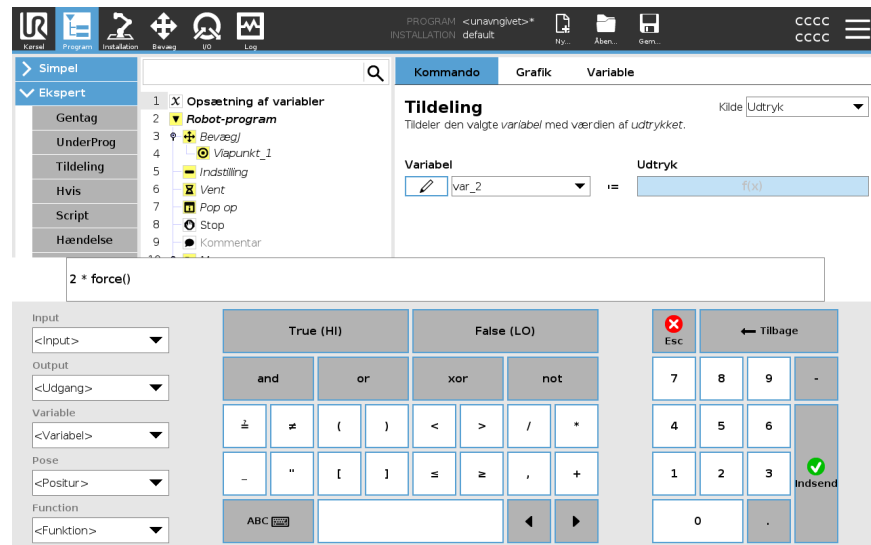 PROGRAM <unavngivet>*
INSTALLATION default
CCCC
CCCC
Kørsel Program Installation Bevæg I/O Log Ny... Åben... Gem...
Simpel
Ekspert
Gentag
UnderProg
Tildeling
Hvis
Script
Hændelse
1 X Opsætning af variabler
2 Robot-program
3 BevægJ
4 Viapunkt_1
5 Indstilling
6 Vent
7 Pop op
8 Stop
9 Kommentar
Kommando Grafik Variable
Tildeling
Kilde Udtryk
Tildeler den valgte variabel med værdien af udtrykket.
Variabel Udtryk
var_2 := f(x)
2 * force()
Input
<Input>
Output
<Udgang>
Variable
<Variabel>
Pose
<Positur>
Function
<Funktion>
True (HI) False (LO)
and or xor not
≟ ≠ ( ) < > / *
_ " [ ] ≤ ≥ , +
ABC
Esc Tilbage
7 8 9 -
4 5 6
1 2 3 Indsend
0 .